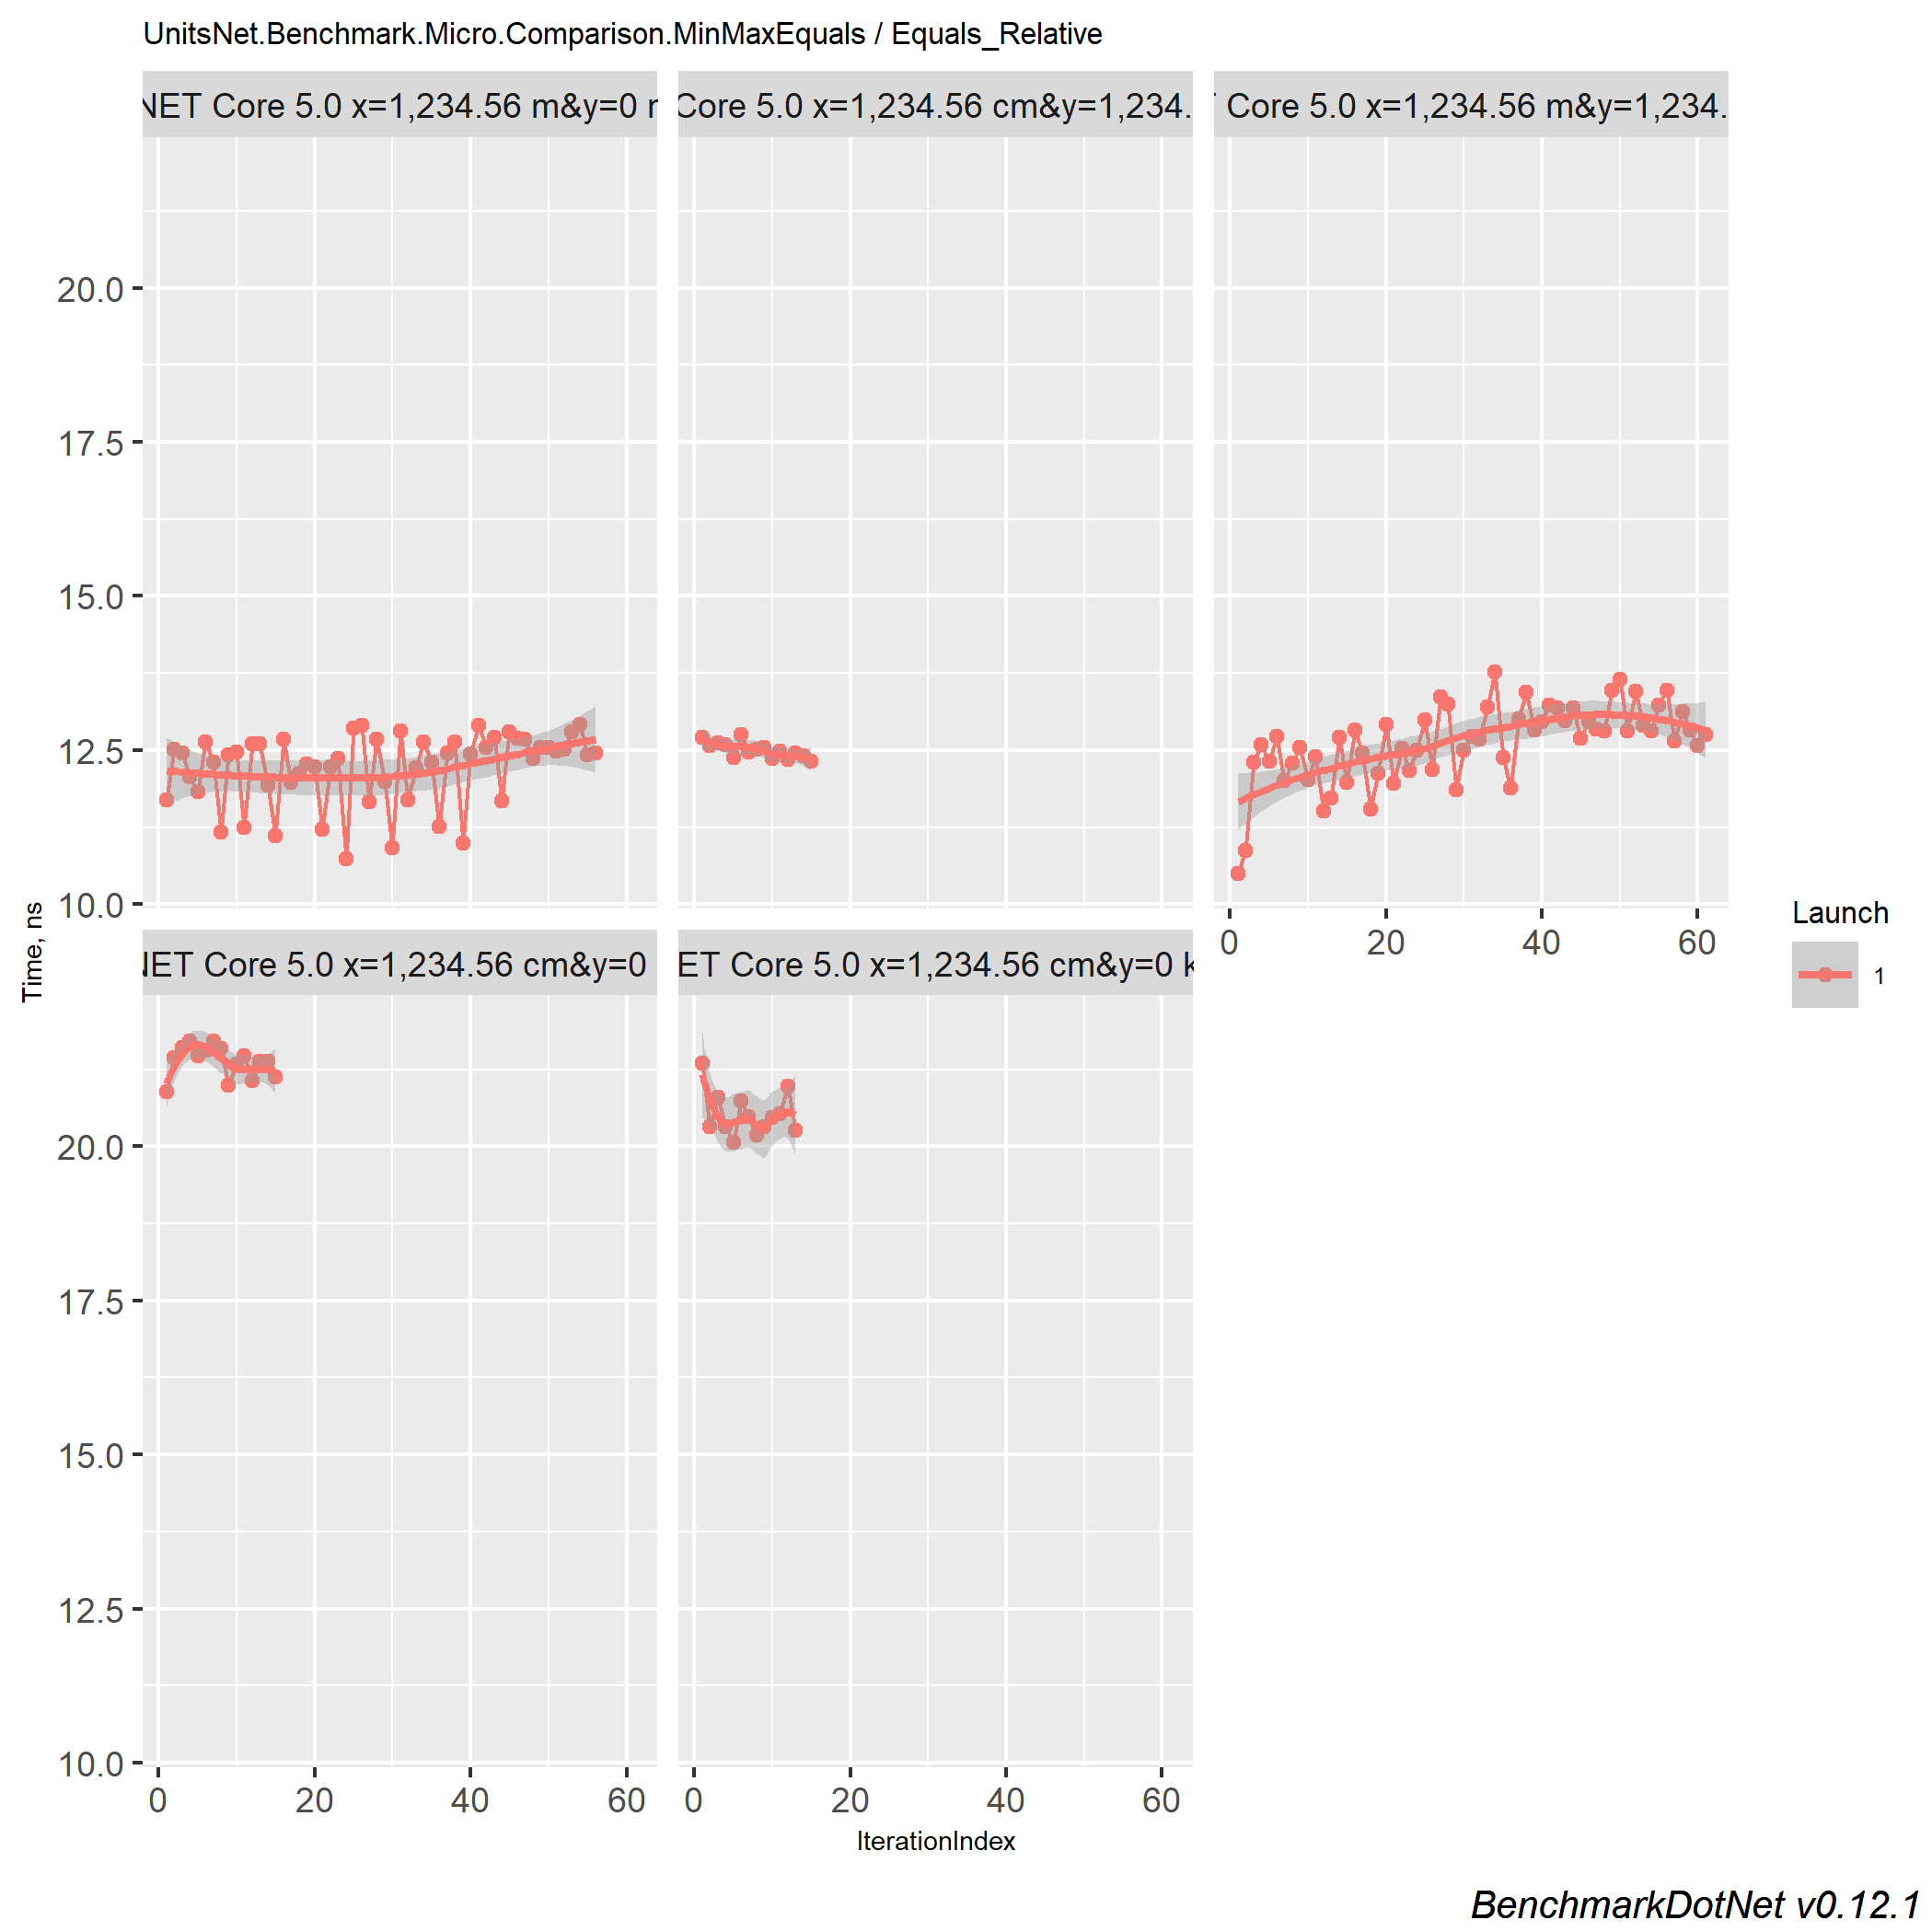 UnitsNet.Benchmark.Micro.Comparison.MinMaxEquals / Equals_Relative
NET Core 5.0 x=1,234.56 m&y=0
Core 5.0 x=1,234.56 cm&y=1,234.
Core 5.0 x=1,234.56 m&y=1,234.
20.0
17.5
15.0
12.5
10.0
0 20 40 60
Time, ns
Launch
1
NET Core 5.0 x=1,234.56 cm&y=0
ET Core 5.0 x=1,234.56 cm&y=0 k
20.0
17.5
15.0
12.5
10.0
0 20 40 60
0 20 40 60
IterationIndex
BenchmarkDotNet v0.12.1